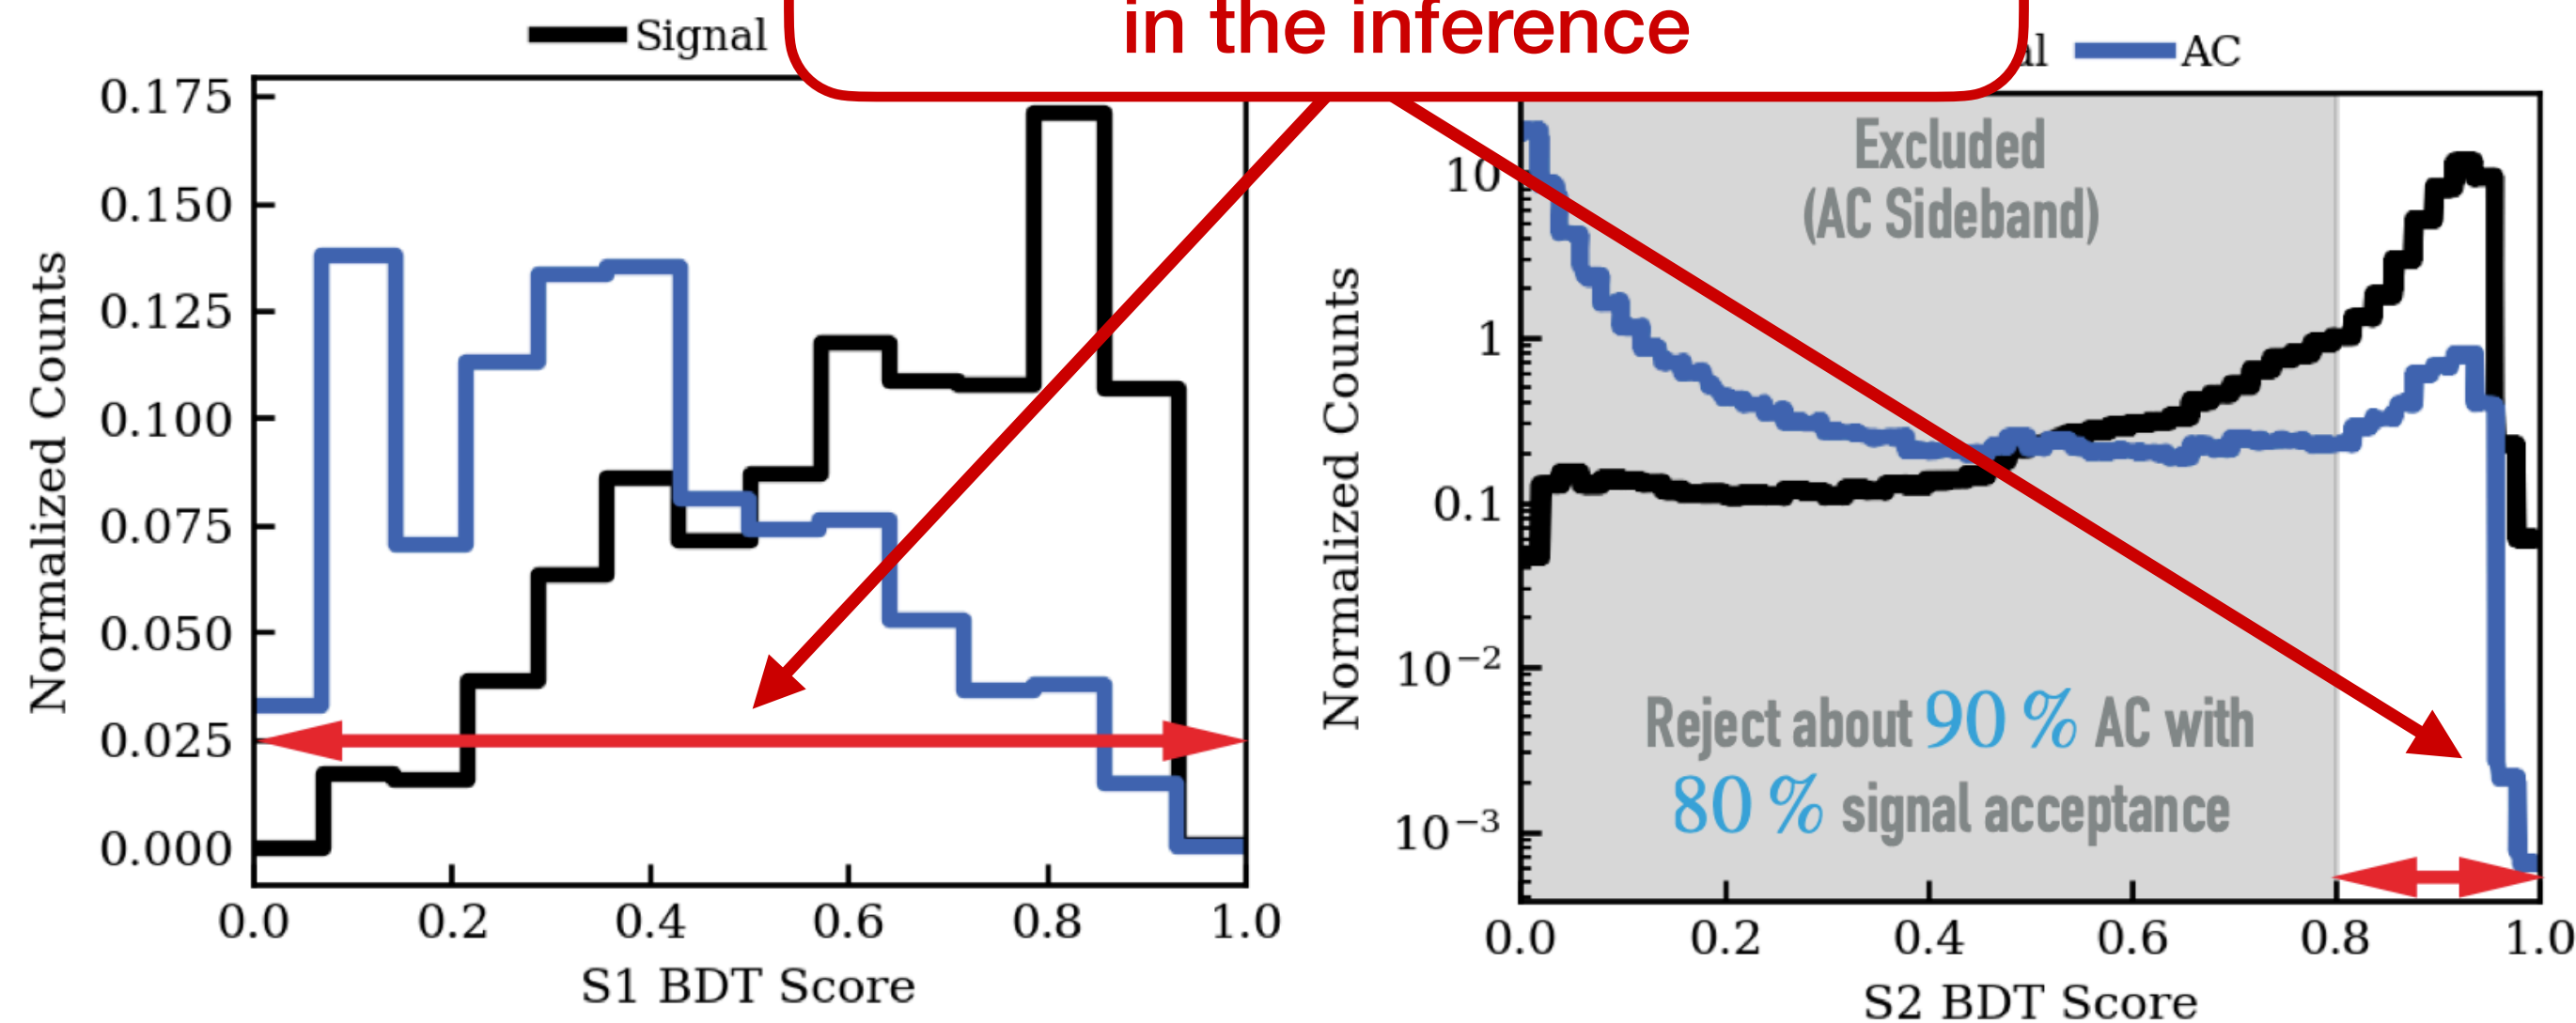 in the inference
Signal
AC
Normalized Counts
0.175
0.150
0.125
0.100
0.075
0.050
0.025
0.000
0.0 0.2 0.4 0.6 0.8 1.0
S1 BDT Score
Normalized Counts
10
1
0.1
10⁻²
10⁻³
Excluded
(AC Sideband)
Reject about 90 % AC with
80 % signal acceptance
0.0 0.2 0.4 0.6 0.8 1.0
S2 BDT Score